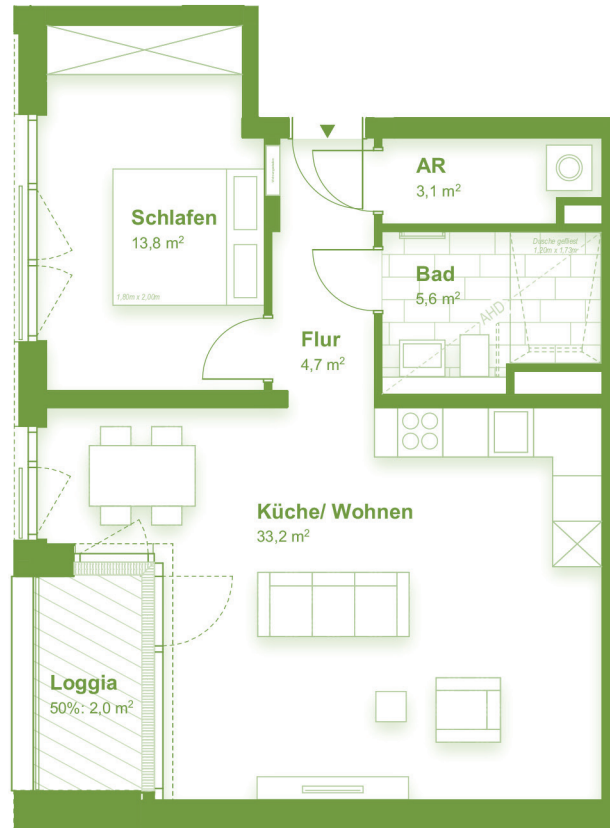 AR
3,1 m²
Schlafen
13,8 m²
Dusche gefliest
1,20m x 1,73m
Bad
5,6 m²
1.80m x 2,00m
AHD
Flur
4,7 m²
Küche/ Wohnen
33,2 m²
Loggia
50%: 2,0 m²